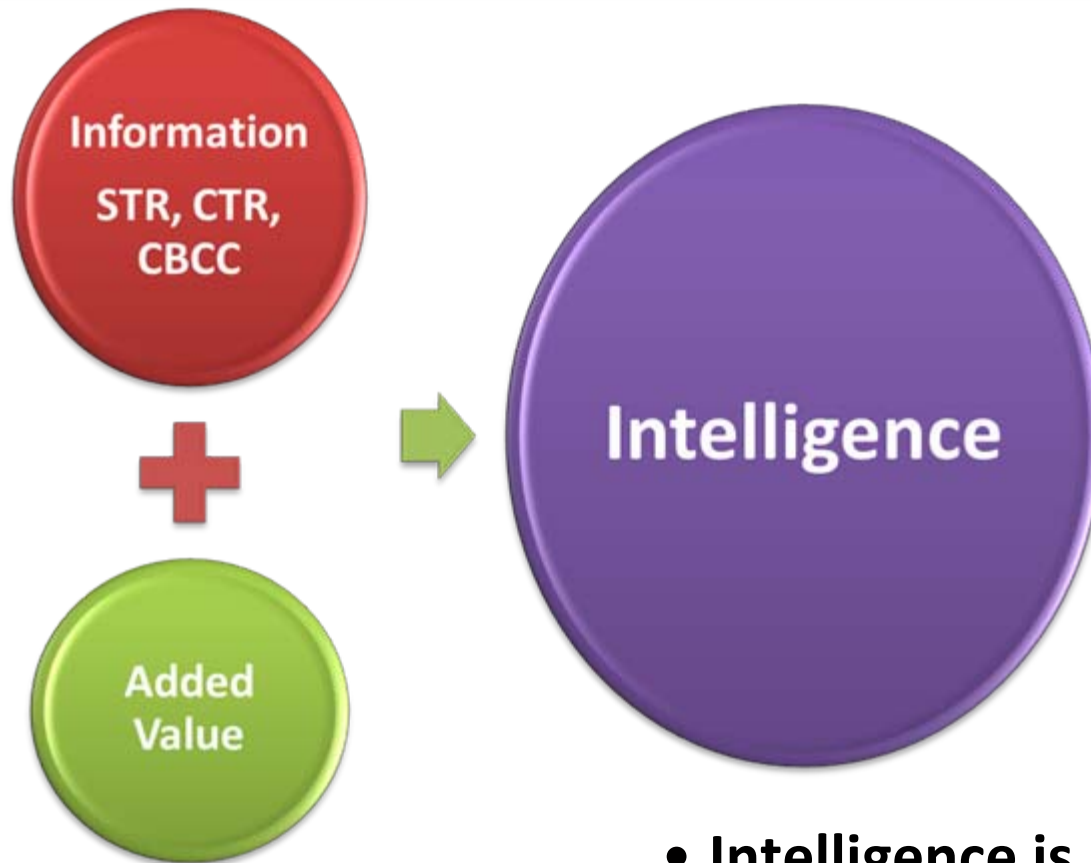 Information
STR, CTR,
CBCC
Intelligence
Added
Value
• Intelligence is